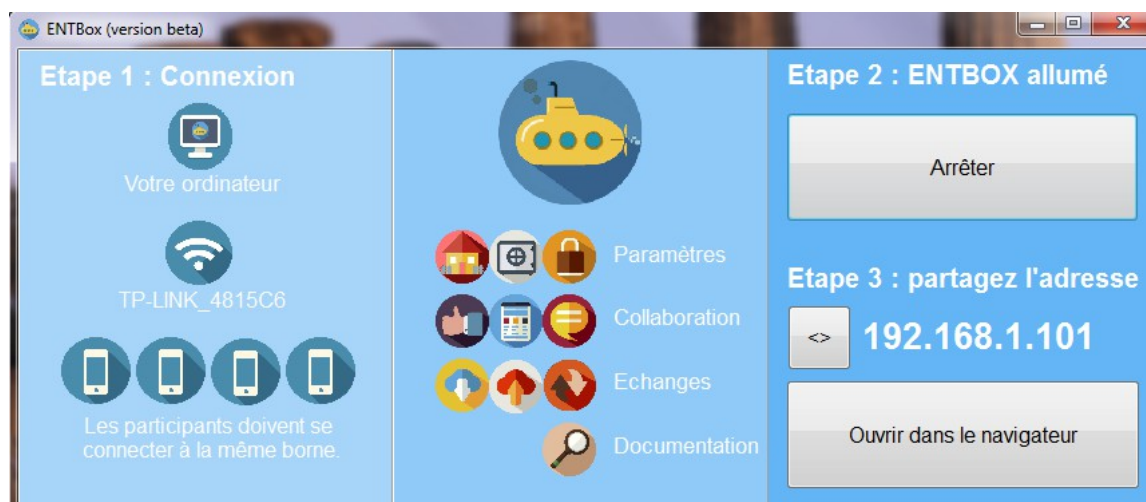 ENTBox (version beta)
Etape 1 : Connexion
Votre ordinateur
TP-LINK_4815C6
Les participants doivent se
connecter à la même borne.
Paramètres
Collaboration
Echanges
Documentation
Etape 2 : ENTBOX allumé
Arrêter
Etape 3 : partagez l'adresse
<> 192.168.1.101
Ouvrir dans le navigateur